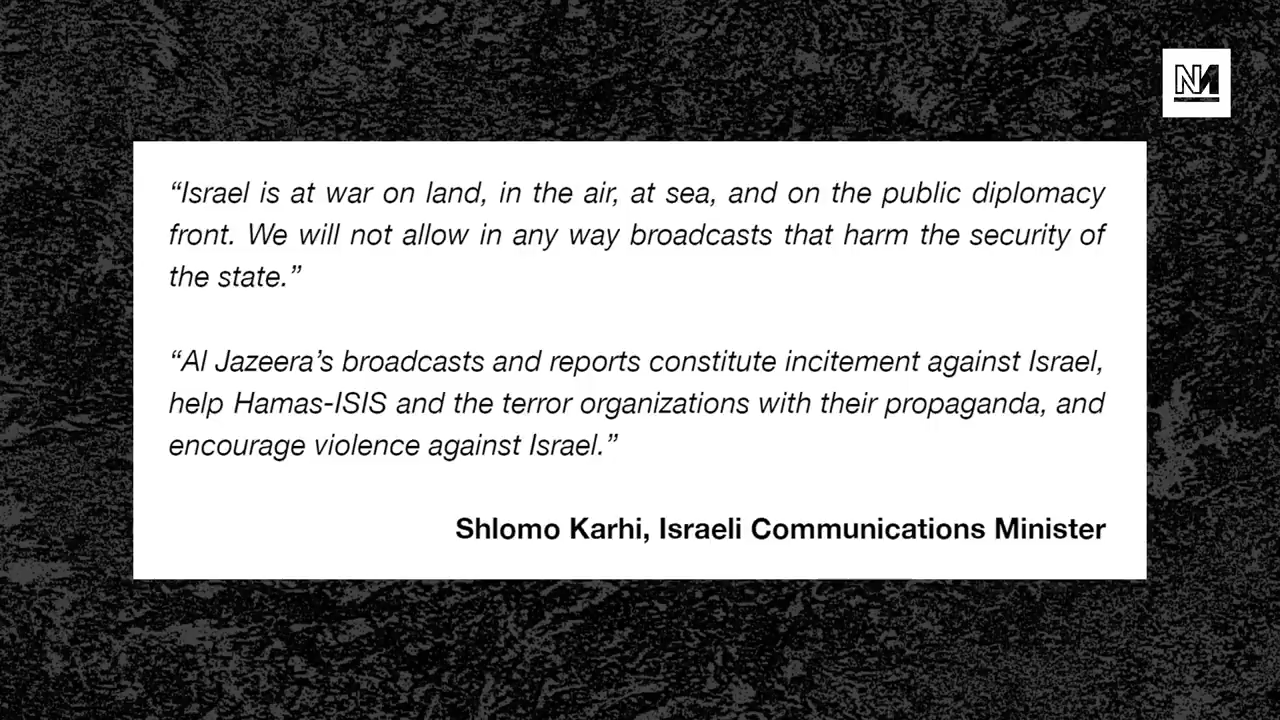 NM
“Israel is at war on land, in the air, at sea, and on the public diplomacy
front. We will not allow in any way broadcasts that harm the security of
the state.”
“Al Jazeera’s broadcasts and reports constitute incitement against Israel,
help Hamas-ISIS and the terror organizations with their propaganda, and
encourage violence against Israel.”
Shlomo Karhi, Israeli Communications Minister